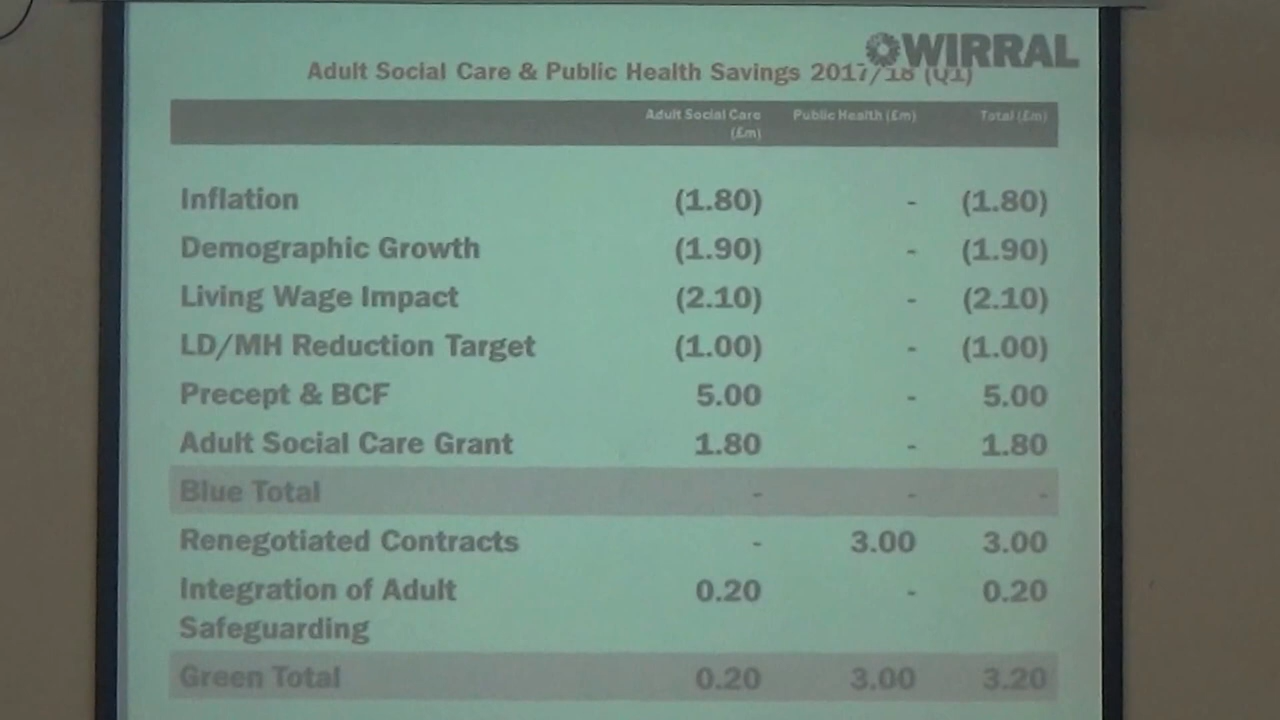 WIRRAL
Adult Social Care & Public Health Savings 2017/18 (Q1)
Adult Social Care (£m) Public Health (£m) Total (£m)
Inflation (1.80) - (1.80)
Demographic Growth (1.90) - (1.90)
Living Wage Impact (2.10) - (2.10)
LD/MH Reduction Target (1.00) - (1.00)
Precept & BCF 5.00 - 5.00
Adult Social Care Grant 1.80 - 1.80
Blue Total - - -
Renegotiated Contracts - 3.00 3.00
Integration of Adult 0.20 - 0.20
Safeguarding
Green Total 0.20 3.00 3.20